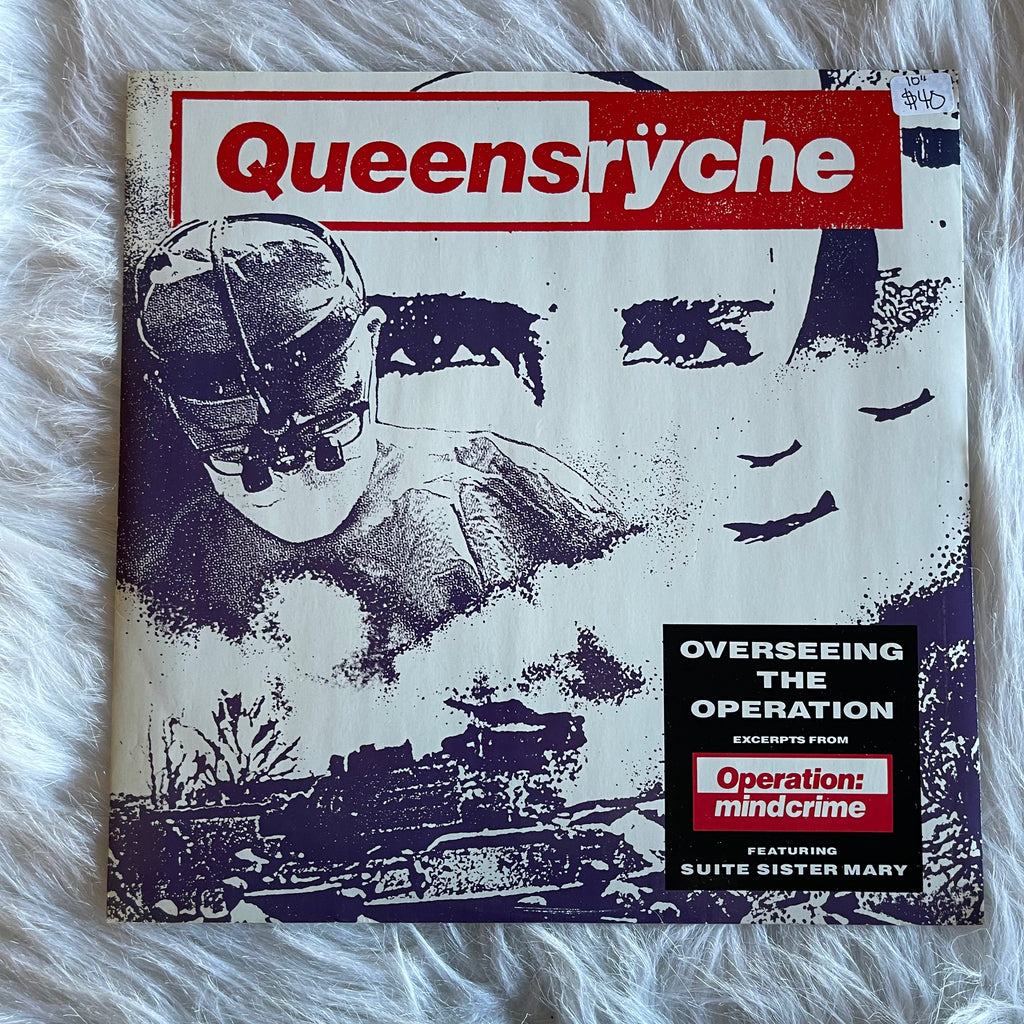 10"
$40
Queensrÿche
OVERSEEING
THE
OPERATION
EXCERPTS FROM
Operation:
mindcrime
FEATURING
SUITE SISTER MARY